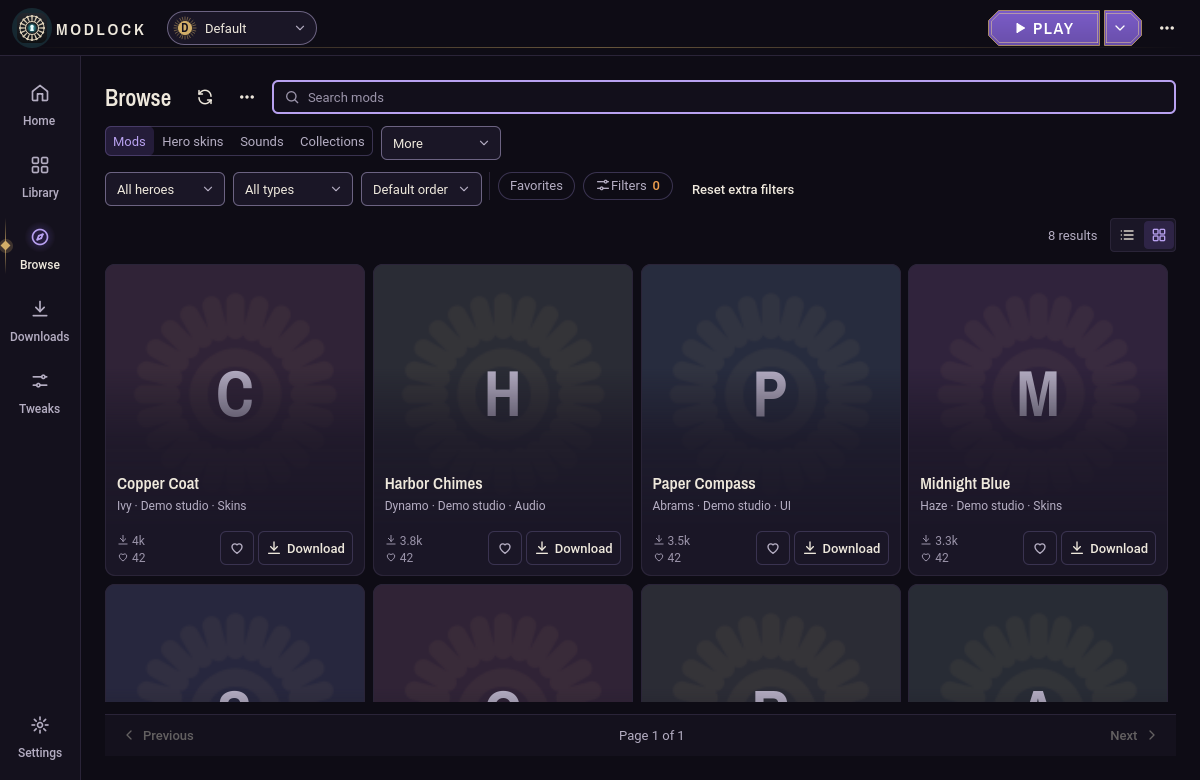 MODLOCK
D Default
PLAY
Home
Library
Browse
Downloads
Tweaks
Settings
Browse
Search mods
Mods Hero skins Sounds Collections More
All heroes All types Default order Favorites Filters 0 Reset extra filters
8 results
C
Copper Coat
Ivy · Demo studio · Skins
4k
42
Download
H
Harbor Chimes
Dynamo · Demo studio · Audio
3.8k
42
Download
P
Paper Compass
Abrams · Demo studio · UI
3.5k
42
Download
M
Midnight Blue
Haze · Demo studio · Skins
3.3k
42
Download
Previous
Page 1 of 1
Next